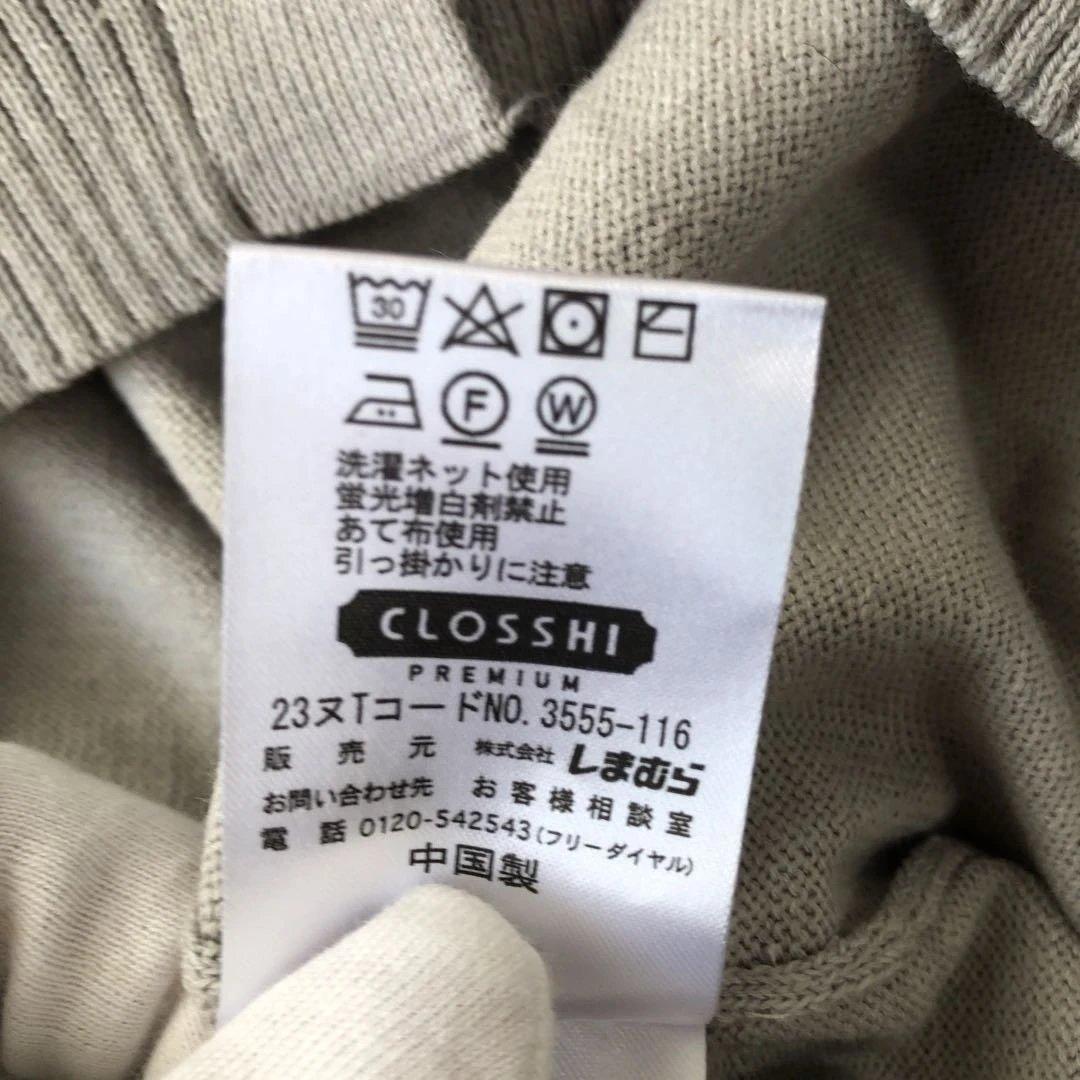 30
F W
洗濯ネット使用
蛍光増白剤禁止
あて布使用
引っ掛かりに注意
CLOSSHI
PREMIUM
23ヌTコードNO.3555-116
販売元 株式会社しまむら
お問い合わせ先 お客様相談室
電話 0120-542543(フリーダイヤル)
中国製